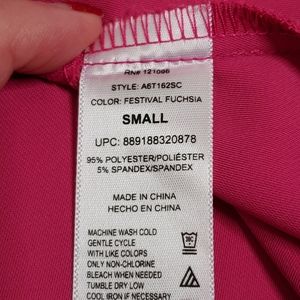 RN# 121066
STYLE: A6T162SC
COLOR: FESTIVAL FUCHSIA
SMALL
UPC: 889188320878
95% POLYESTER/POLIÉSTER
5% SPANDEX/SPANDEX
MADE IN CHINA
HECHO EN CHINA
MACHINE WASH COLD
GENTLE CYCLE
WITH LIKE COLORS
ONLY NON-CHLORINE
BLEACH WHEN NEEDED
TUMBLE DRY LOW
COOL IRON IF NECESSARY